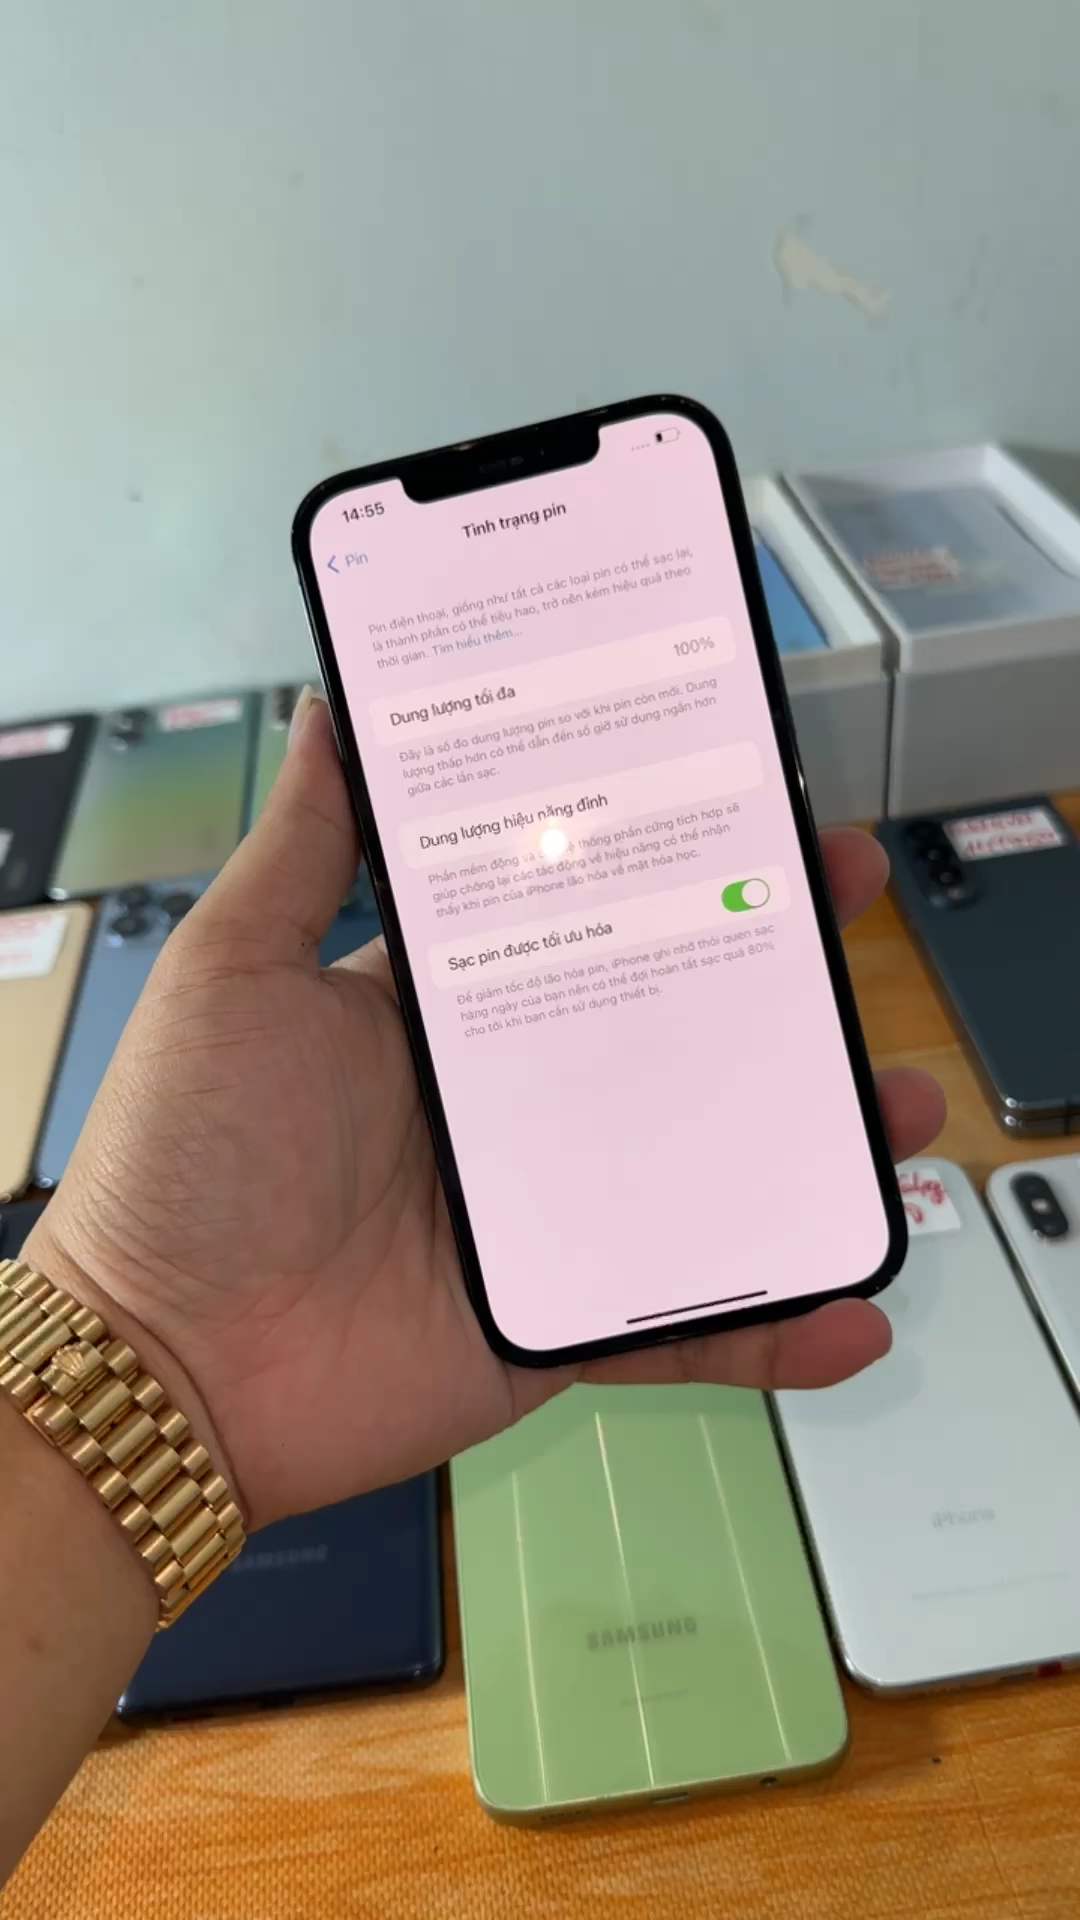 14:55
Pin
Tình trạng pin
Pin điện thoại, giống như tất cả các loại pin có thể sạc lại,
là thành phần có thể tiêu hao, trở nên kém hiệu quả theo
thời gian. Tìm hiểu thêm...
Dung lượng tối đa 100%
Đây là số đo dung lượng pin so với khi pin còn mới. Dung
lượng thấp hơn có thể dẫn đến số giờ sử dụng ngắn hơn
giữa các lần sạc.
Dung lượng hiệu năng đỉnh
Phần mềm động và thống phần cứng tích hợp sẽ
giúp chống lại các tác động về hiệu năng có thể nhận
thấy khi pin của iPhone lão hóa về mặt hóa học.
Sạc pin được tối ưu hóa
Để giảm tốc độ lão hóa pin, iPhone ghi nhớ thói quen sạc
hàng ngày của bạn nên có thể đợi hoàn tất sạc quá 80%
cho tới khi bạn cần sử dụng thiết bị.
iPhone
SAMSUNG
SAMSUNG